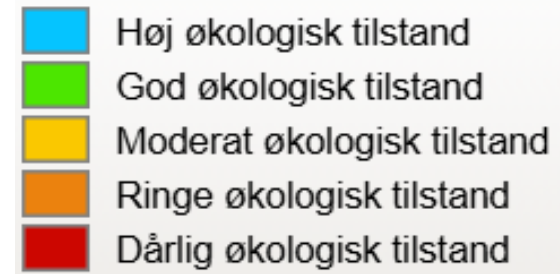 Høj økologisk tilstand
God økologisk tilstand
Moderat økologisk tilstand
Ringe økologisk tilstand
Dårlig økologisk tilstand